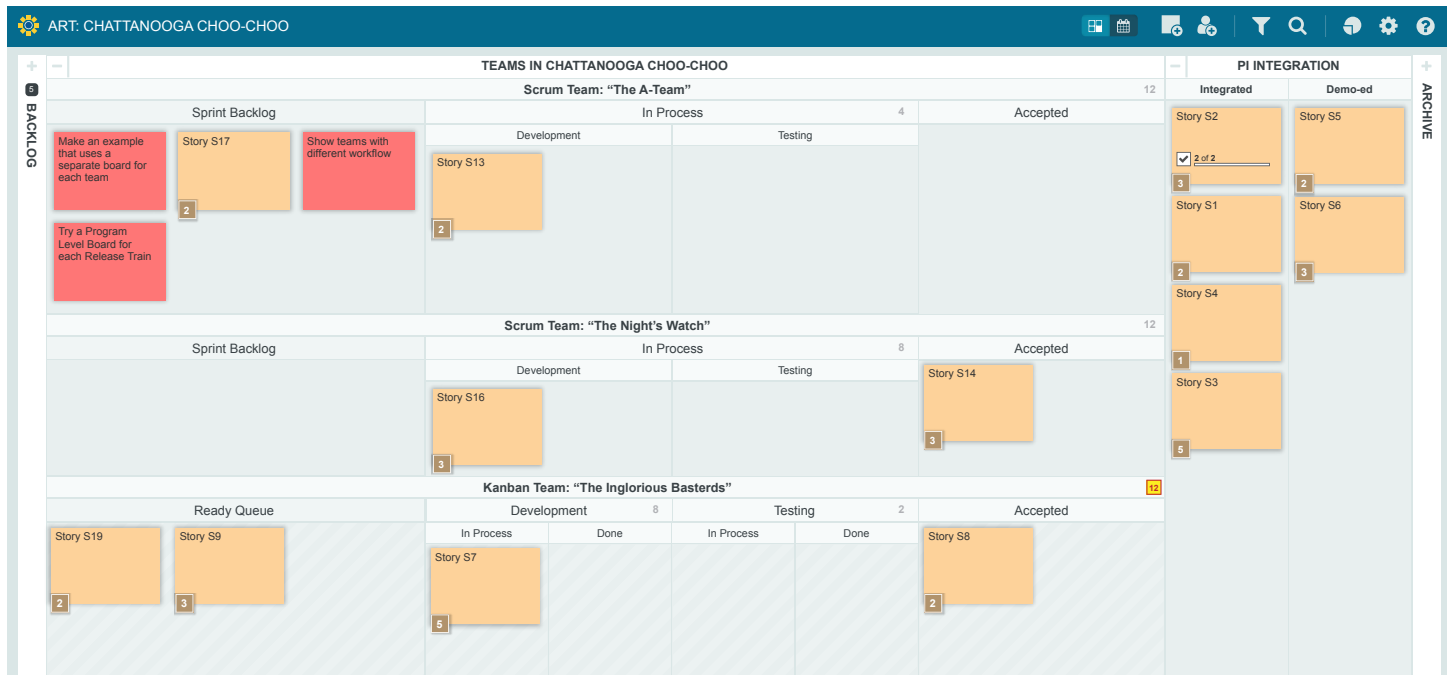 ART: CHATTANOOGA CHOO-CHOO
5
BACKLOG
TEAMS IN CHATTANOOGA CHOO-CHOO
Scrum Team: “The A-Team” 12
Sprint Backlog In Process 4 Accepted
Development Testing
Make an example
that uses a
separate board for
each team
Story S17
2
Show teams with
different workflow
Try a Program
Level Board for
each Release Train
Story S13
2
Scrum Team: “The Night’s Watch” 12
Sprint Backlog In Process 8 Accepted
Development Testing
Story S16
3
Story S14
3
Kanban Team: “The Inglorious Basterds” 12
Ready Queue Development 8 Testing 2 Accepted
In Process Done In Process Done
Story S19
2
Story S9
3
Story S7
5
Story S8
2
PI INTEGRATION
Integrated Demo-ed
Story S2
2 of 2
3
Story S1
2
Story S4
1
Story S3
5
Story S5
2
Story S6
3
ARCHIVE